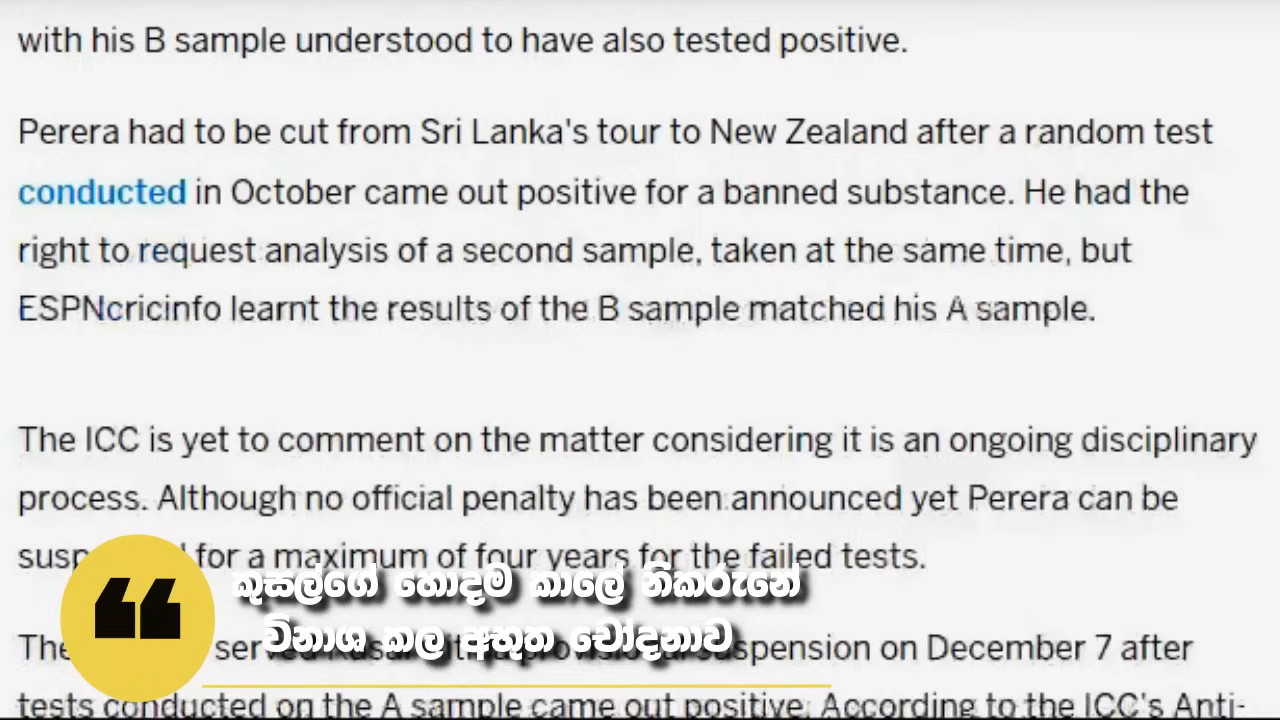 with his B sample understood to have also tested positive.
Perera had to be cut from Sri Lanka's tour to New Zealand after a random test
conducted in October came out positive for a banned substance. He had the
right to request analysis of a second sample, taken at the same time, but
ESPNcricinfo learnt the results of the B sample matched his A sample.
The ICC is yet to comment on the matter considering it is an ongoing disciplinary
process. Although no official penalty has been announced yet Perera can be
for a maximum of four years for the failed tests.
කුසල්ගේ හොදම කාලේ නිකරුනේ
විනාශ කල අභූත චෝදනාව
The served suspension on December 7 after
tests conducted on the A sample came out positive. According to the ICC's Anti-